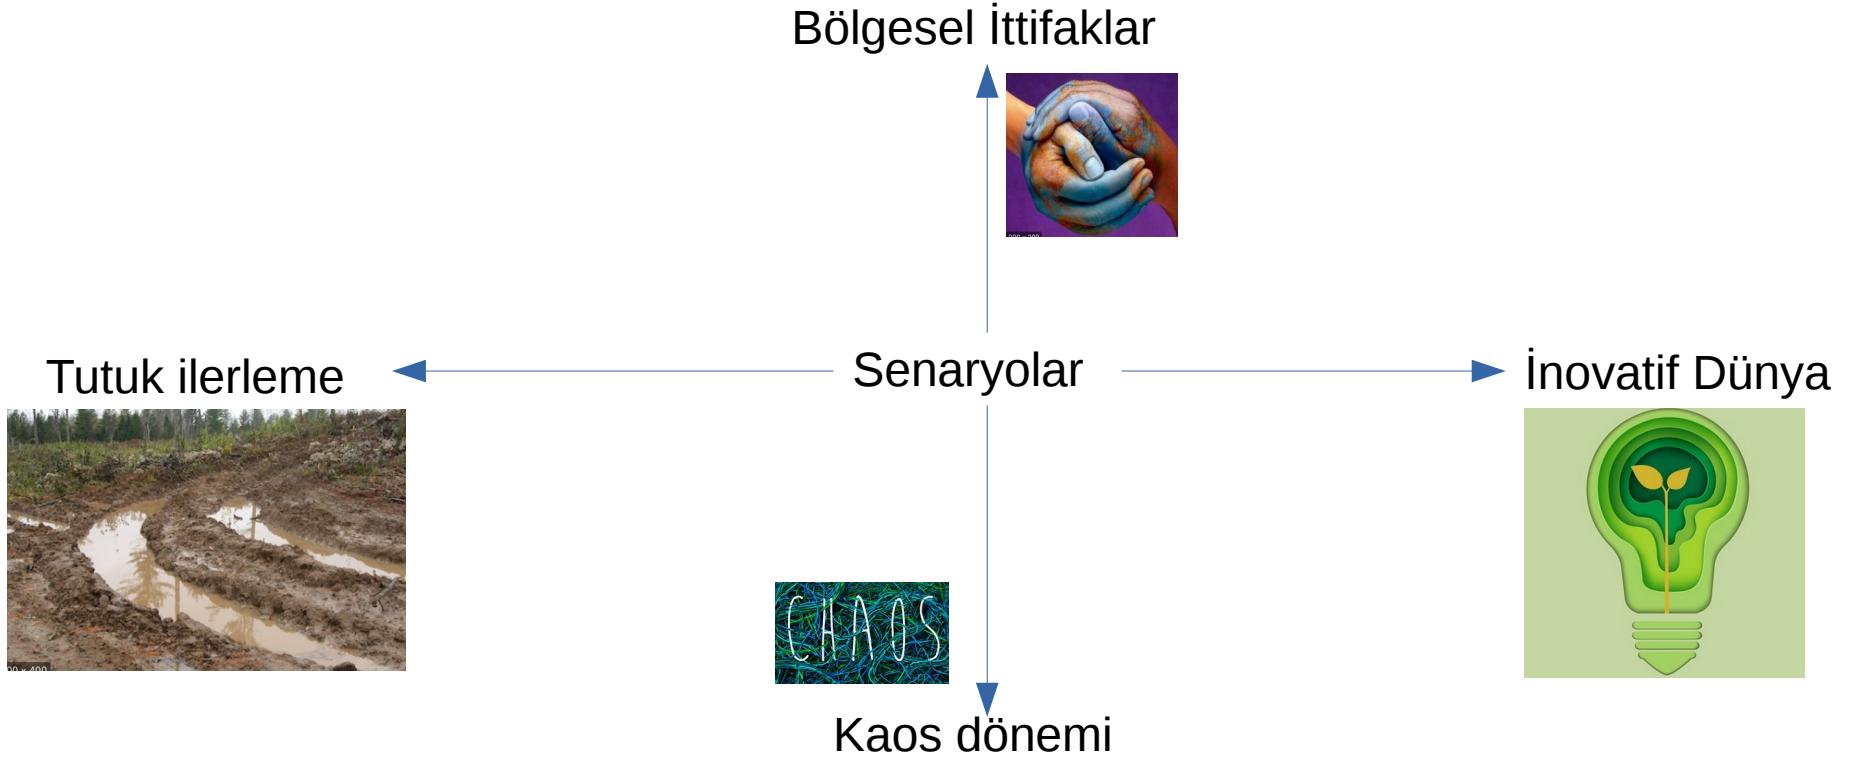 Bölgesel İttifaklar
Tutuk ilerleme
Senaryolar
İnovatif Dünya
CHAOS
Kaos dönemi